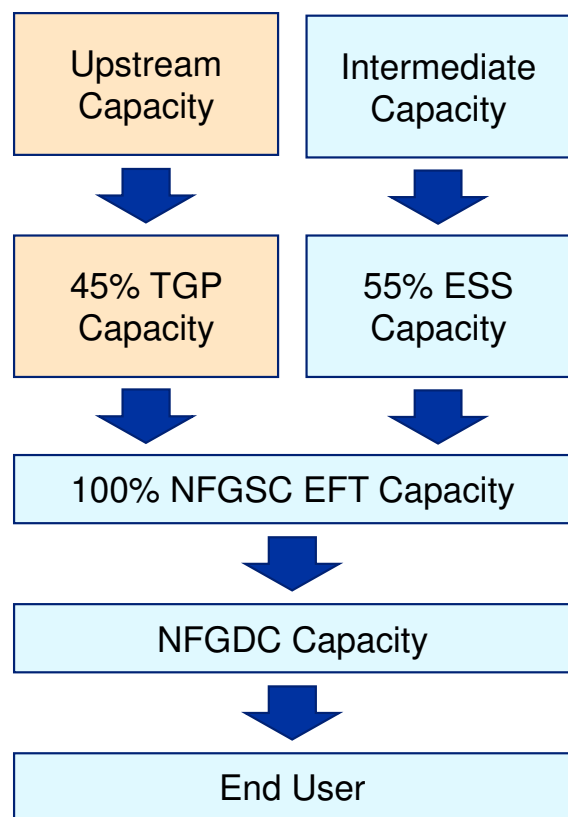 Upstream
Capacity
Intermediate
Capacity
45% TGP
Capacity
55% ESS
Capacity
100% NFGSC EFT Capacity
NFGDC Capacity
End User